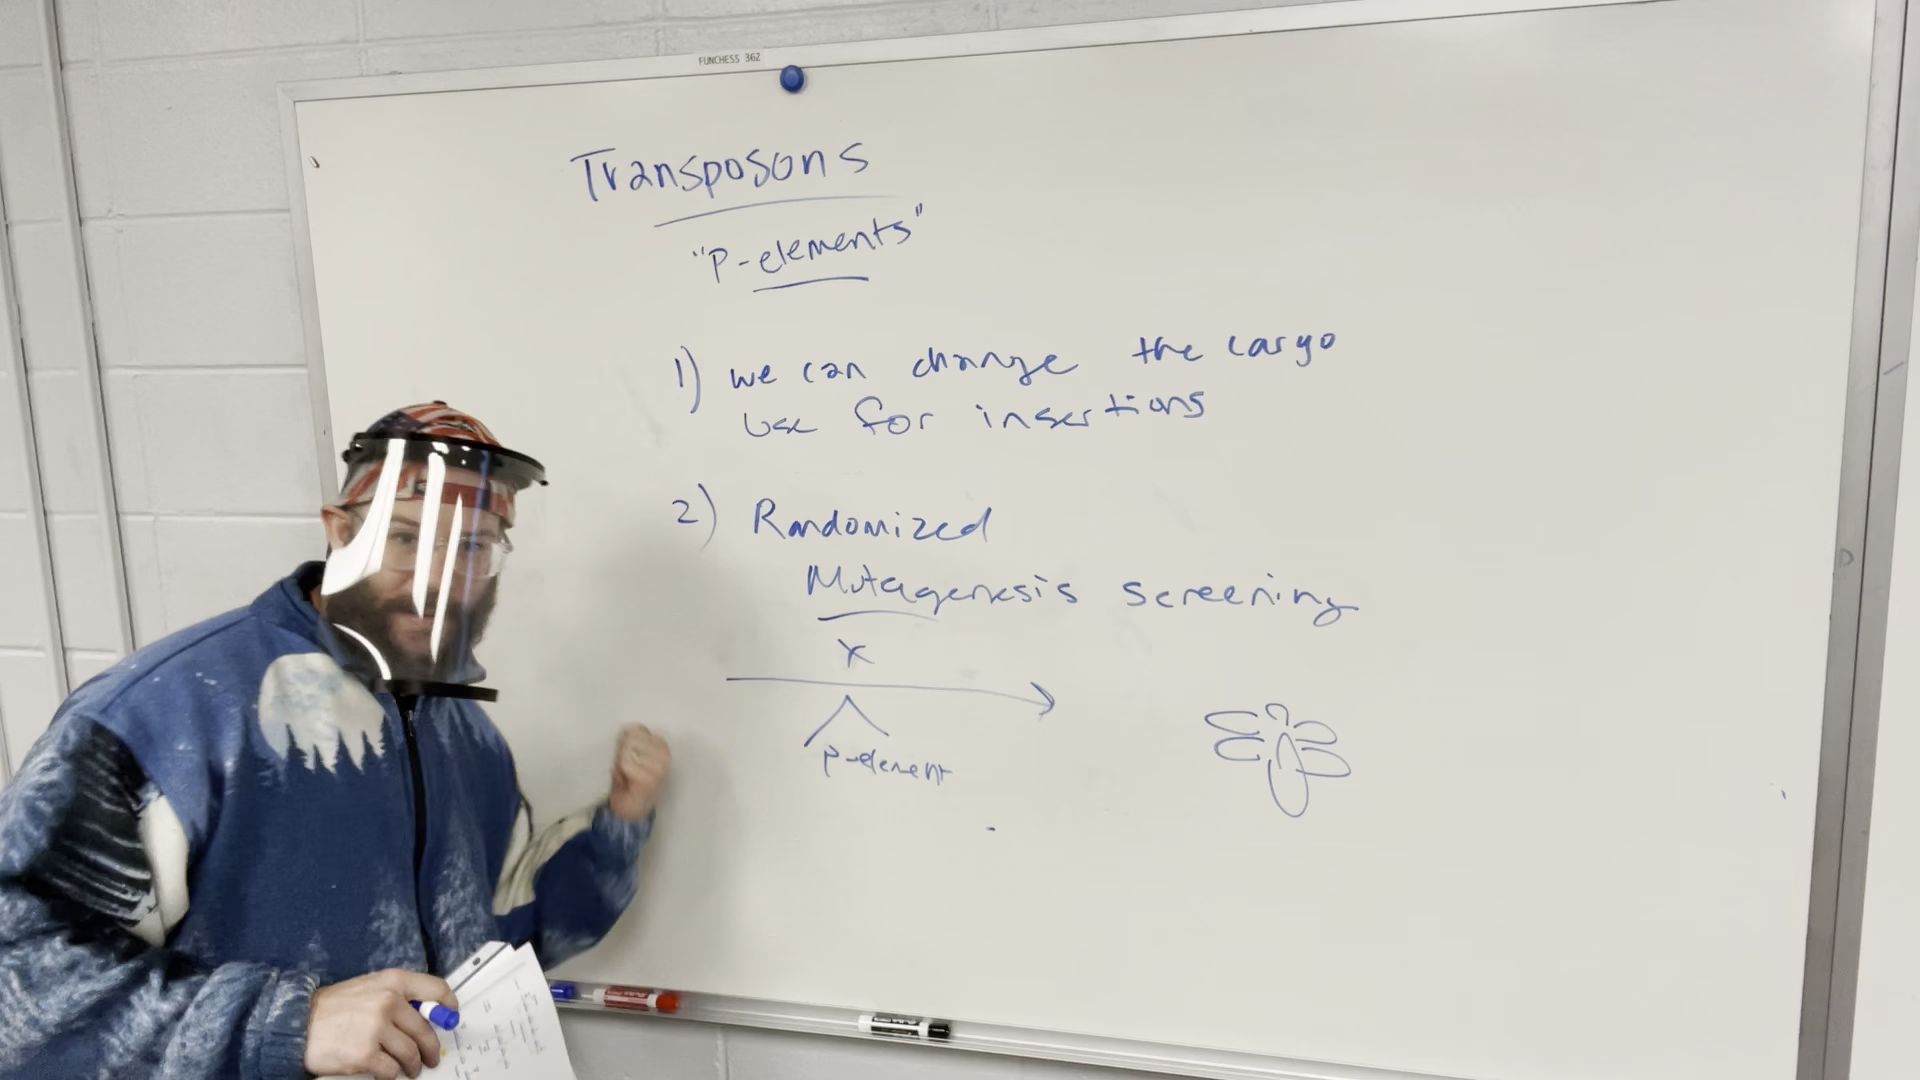 FUNCHESS 362
Transposons
"P-elements"
1) we can change the cargo
use for insertions
2) Randomized
Mutagenesis screening
X
p-element